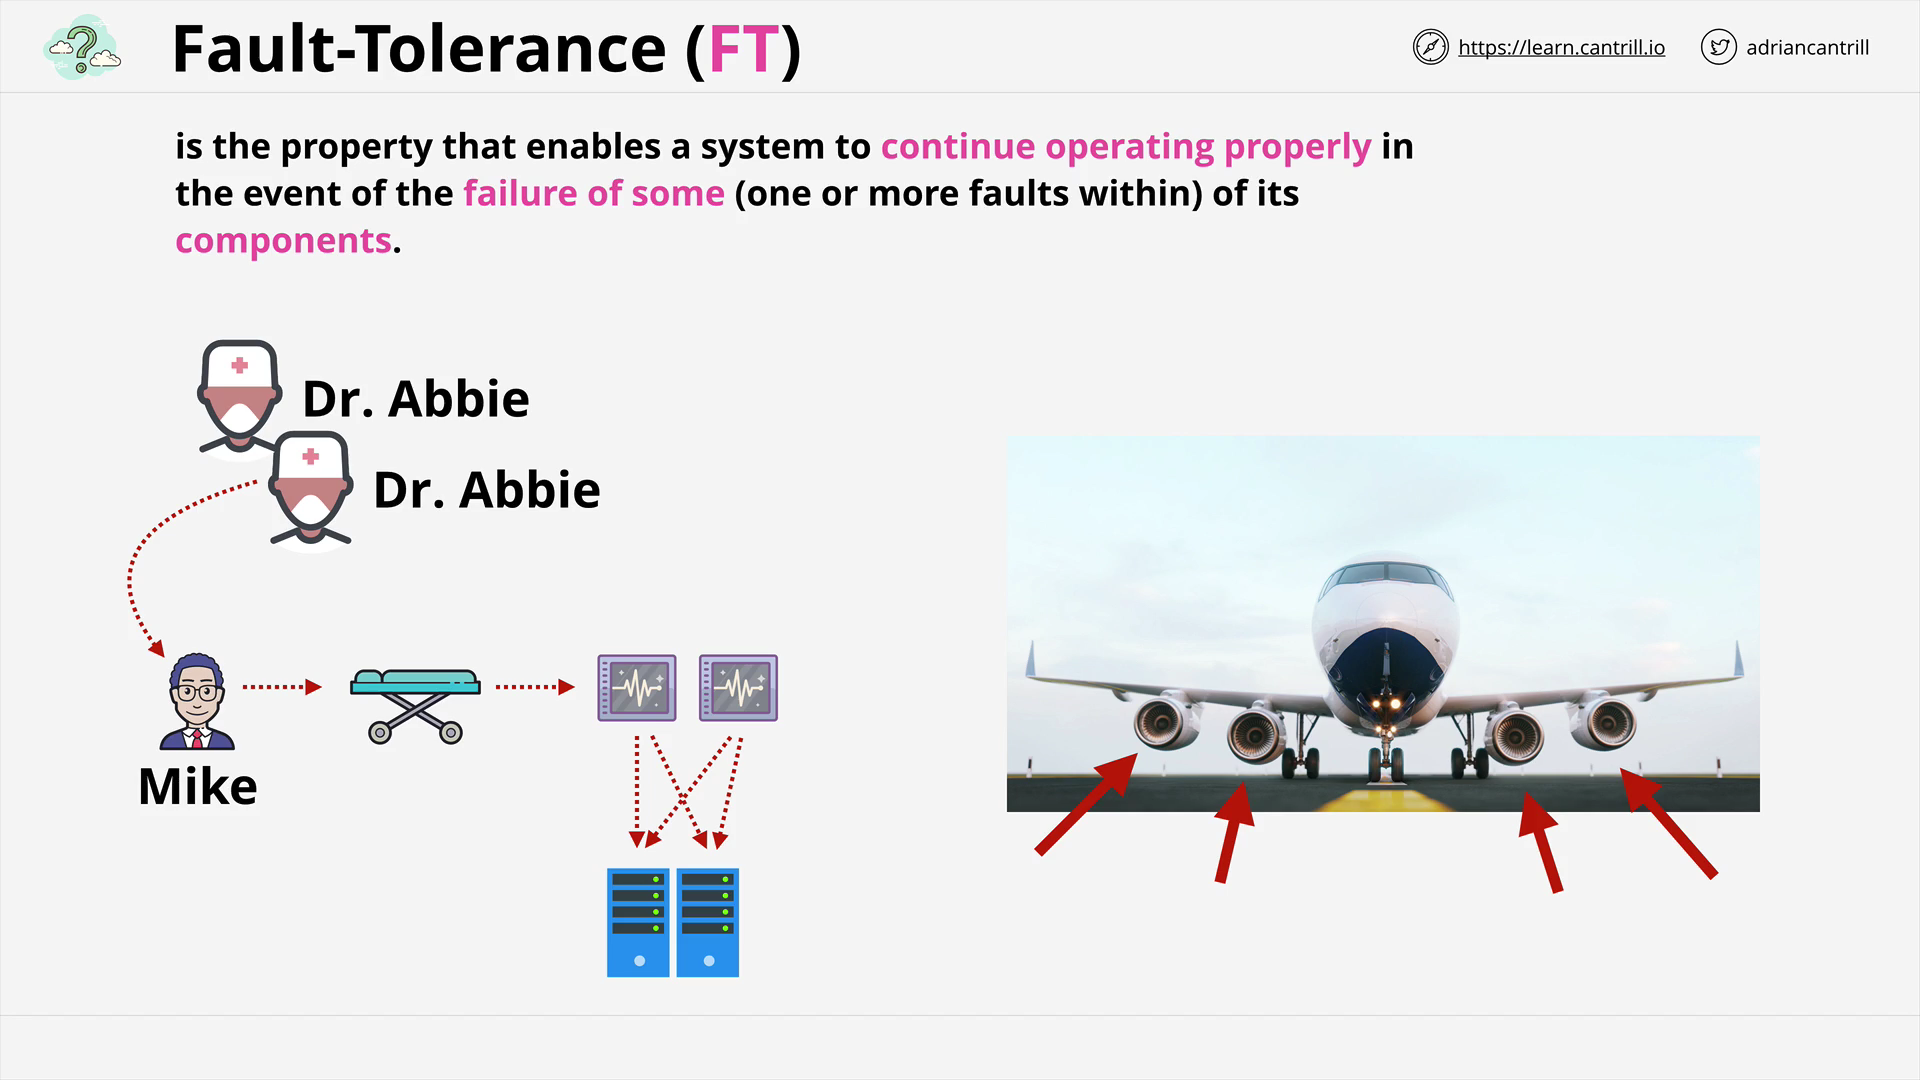 Fault-Tolerance (FT)
https://learn.cantrill.io
adriancantrill
is the property that enables a system to continue operating properly in
the event of the failure of some (one or more faults within) of its
components.
Dr. Abbie
Dr. Abbie
Mike